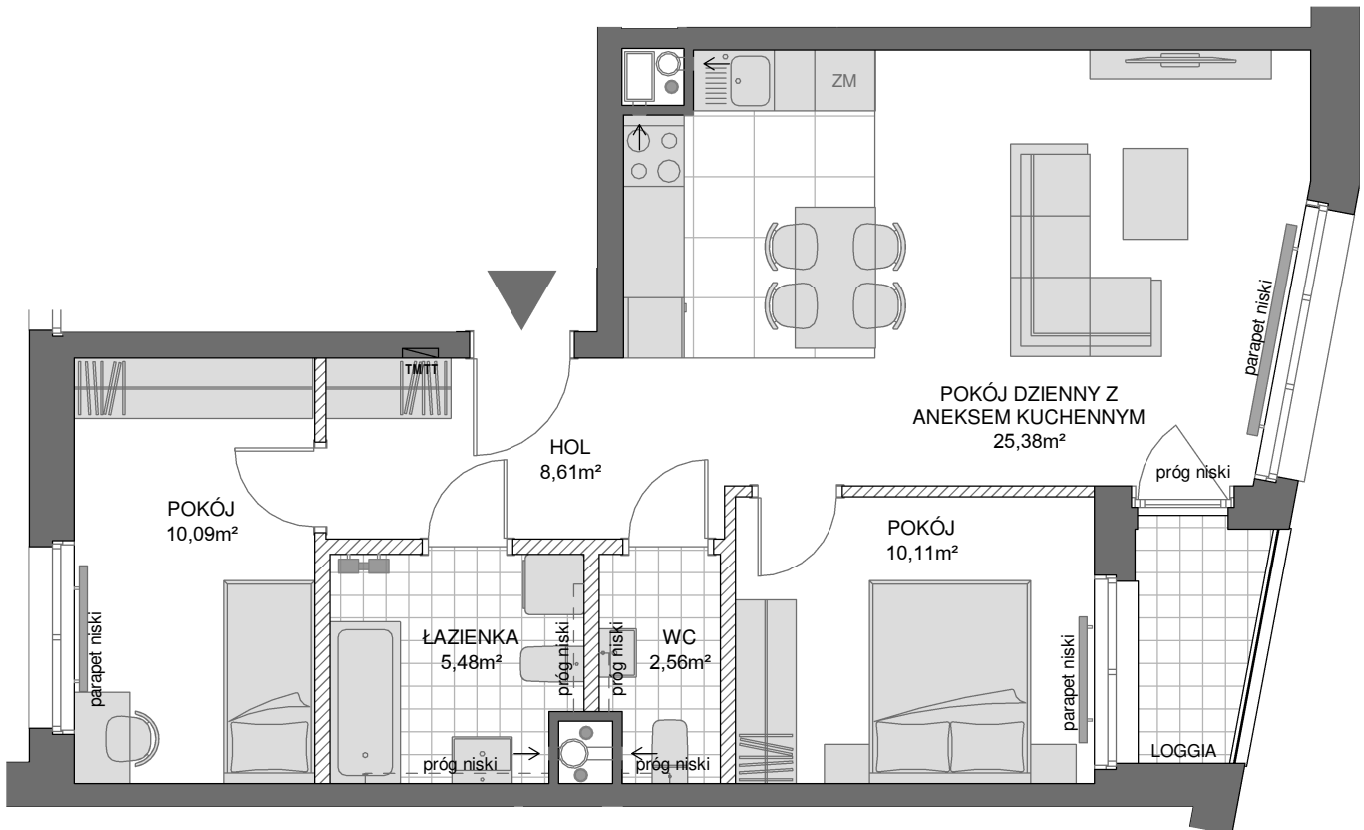 ZM
parapet niski
TM TT
POKÓJ DZIENNY Z
ANEKSEM KUCHENNYM
25,38m²
HOL
8,61m²
próg niski
POKÓJ
10,09m²
POKÓJ
10,11m²
parapet niski
ŁAZIENKA
5,48m²
próg niski
próg niski
WC
2,56m²
parapet niski
LOGGIA
próg niski
próg niski